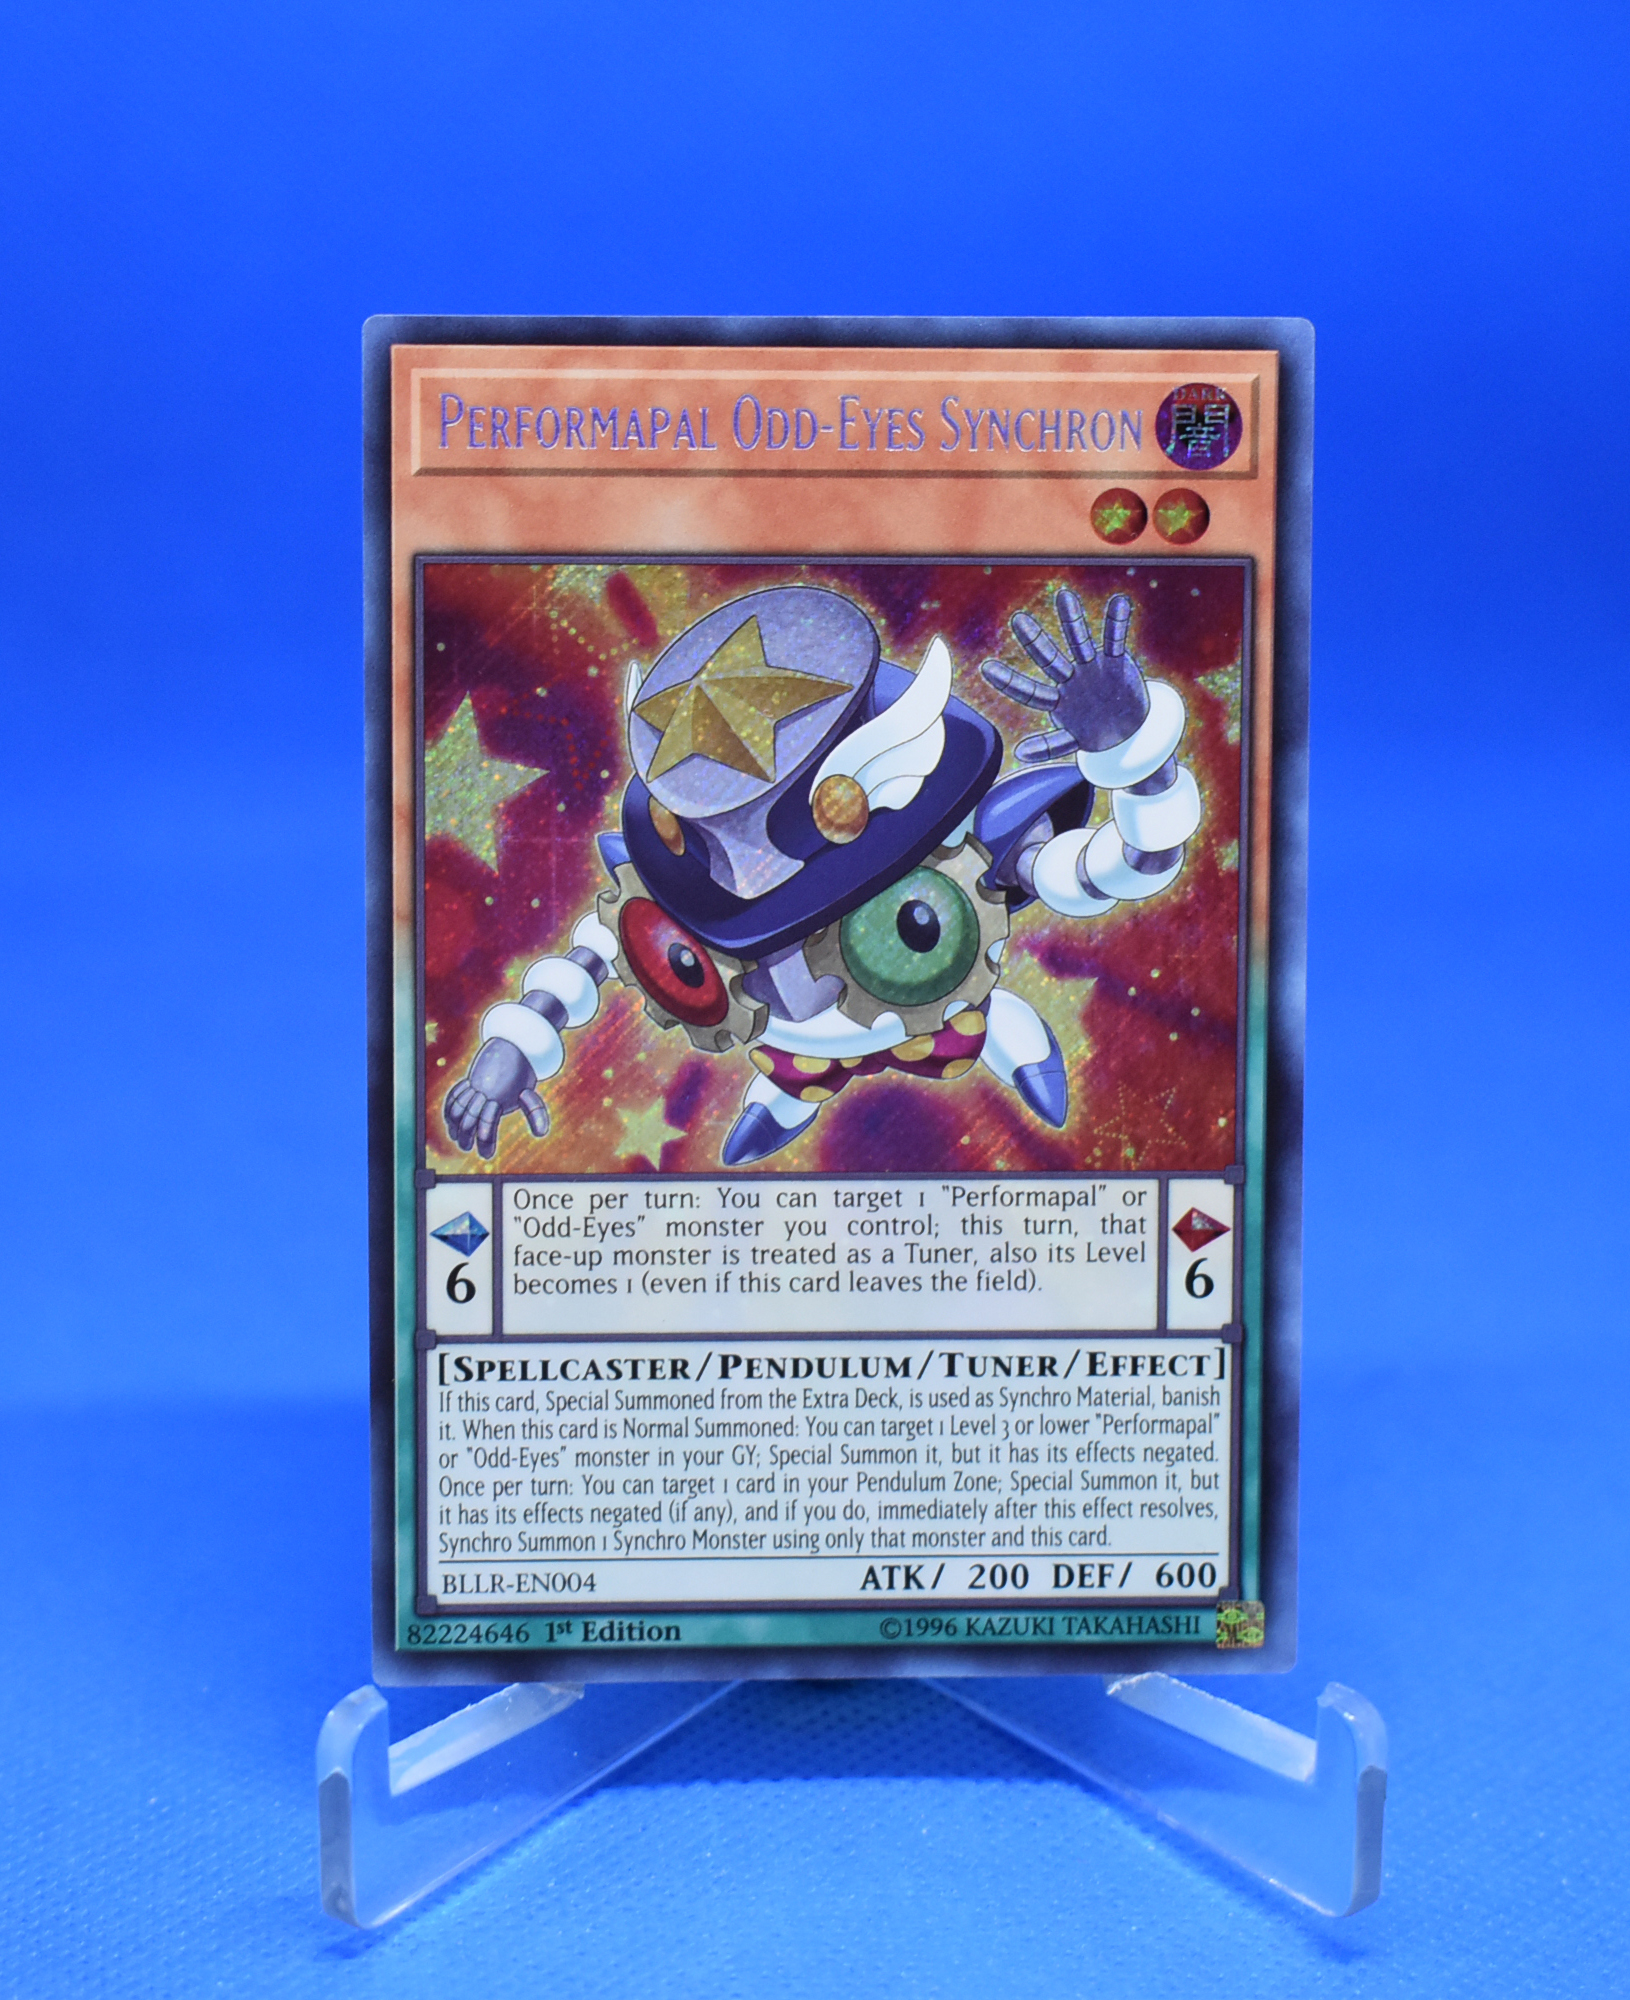 PERFORMAPAL ODD-EYES SYNCHRON
DARK
闇
Once per turn: You can target 1 "Performapal" or
"Odd-Eyes" monster you control; this turn, that
face-up monster is treated as a Tuner, also its Level
becomes 1 (even if this card leaves the field).
6
6
[SPELLCASTER/PENDULUM/TUNER/EFFECT]
If this card, Special Summoned from the Extra Deck, is used as Synchro Material, banish
it. When this card is Normal Summoned: You can target 1 Level 3 or lower "Performapal"
or "Odd-Eyes" monster in your GY; Special Summon it, but it has its effects negated.
Once per turn: You can target 1 card in your Pendulum Zone; Special Summon it, but
it has its effects negated (if any), and if you do, immediately after this effect resolves,
Synchro Summon 1 Synchro Monster using only that monster and this card.
BLLR-EN004 ATK/ 200 DEF/ 600
82224646 1st Edition ©1996 KAZUKI TAKAHASHI